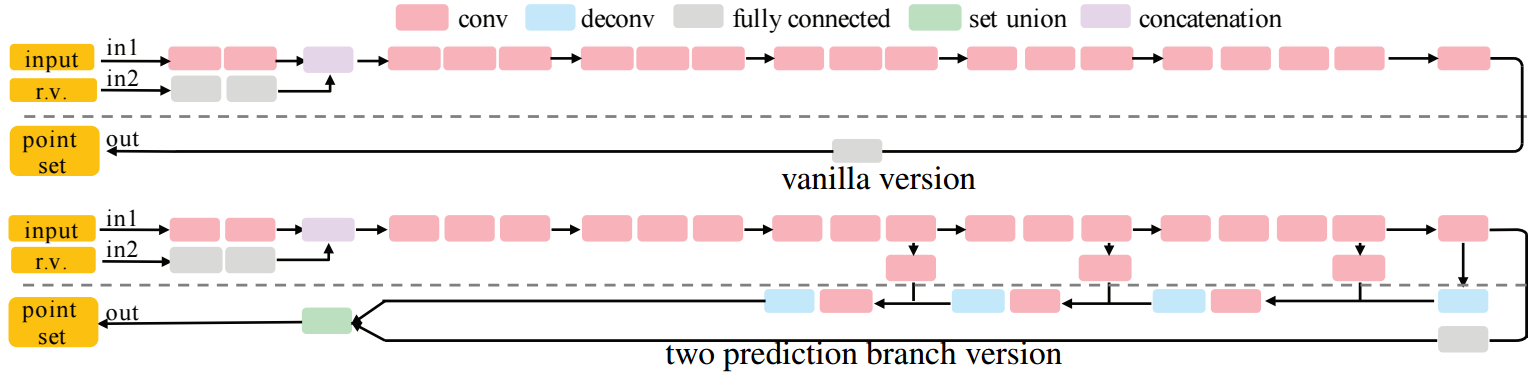 conv deconv fully connected set union concatenation
input in1
r.v. in2
point set out
vanilla version
input in1
r.v. in2
point set out
two prediction branch version